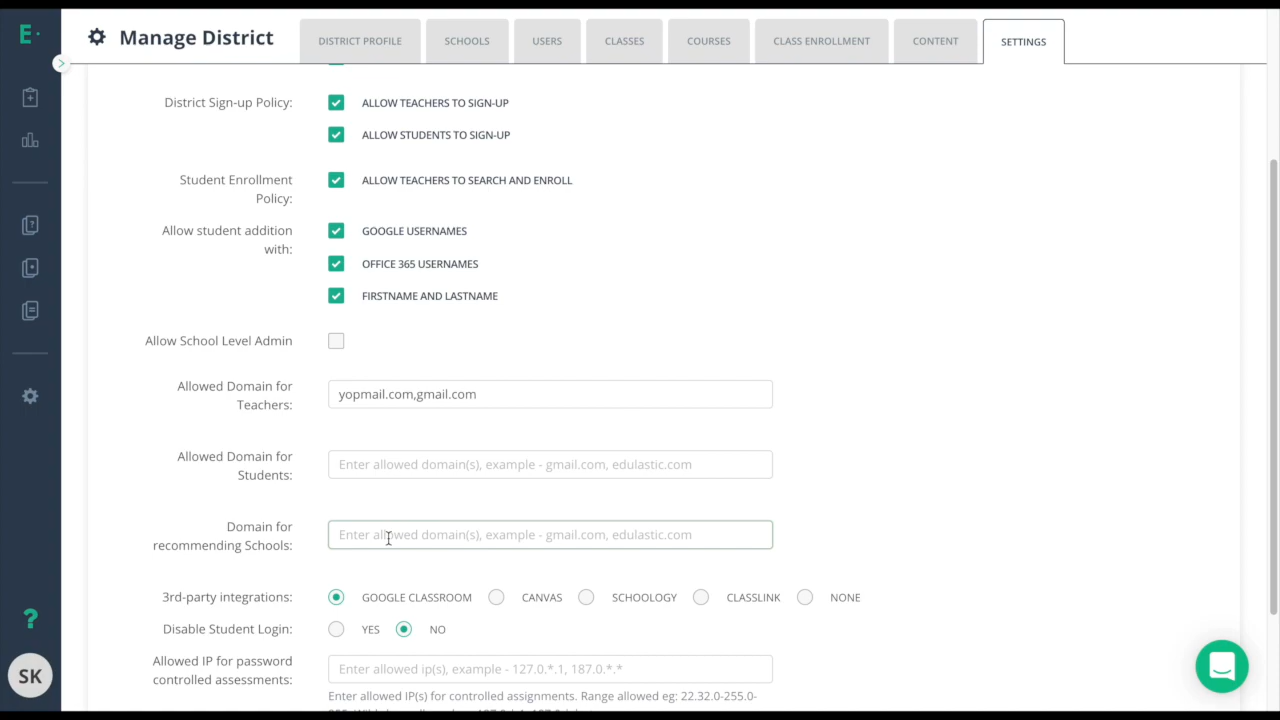 E
Manage District
DISTRICT PROFILE
SCHOOLS
USERS
CLASSES
COURSES
CLASS ENROLLMENT
CONTENT
SETTINGS
District Sign-up Policy:
ALLOW TEACHERS TO SIGN-UP
ALLOW STUDENTS TO SIGN-UP
Student Enrollment
Policy:
ALLOW TEACHERS TO SEARCH AND ENROLL
Allow student addition
with:
GOOGLE USERNAMES
OFFICE 365 USERNAMES
FIRSTNAME AND LASTNAME
Allow School Level Admin
Allowed Domain for
Teachers:
yopmail.com,gmail.com
Allowed Domain for
Students:
Enter allowed domain(s), example - gmail.com, edulastic.com
Domain for
recommending Schools:
Enter allowed domain(s), example - gmail.com, edulastic.com
3rd-party integrations:
GOOGLE CLASSROOM
CANVAS
SCHOOLOGY
CLASSLINK
NONE
Disable Student Login:
YES
NO
Allowed IP for password
controlled assessments:
Enter allowed ip(s), example - 127.0.*.1, 187.0.*.*
Enter allowed IP(s) for controlled assignments. Range allowed eg: 22.32.0-255.0-
?
SK